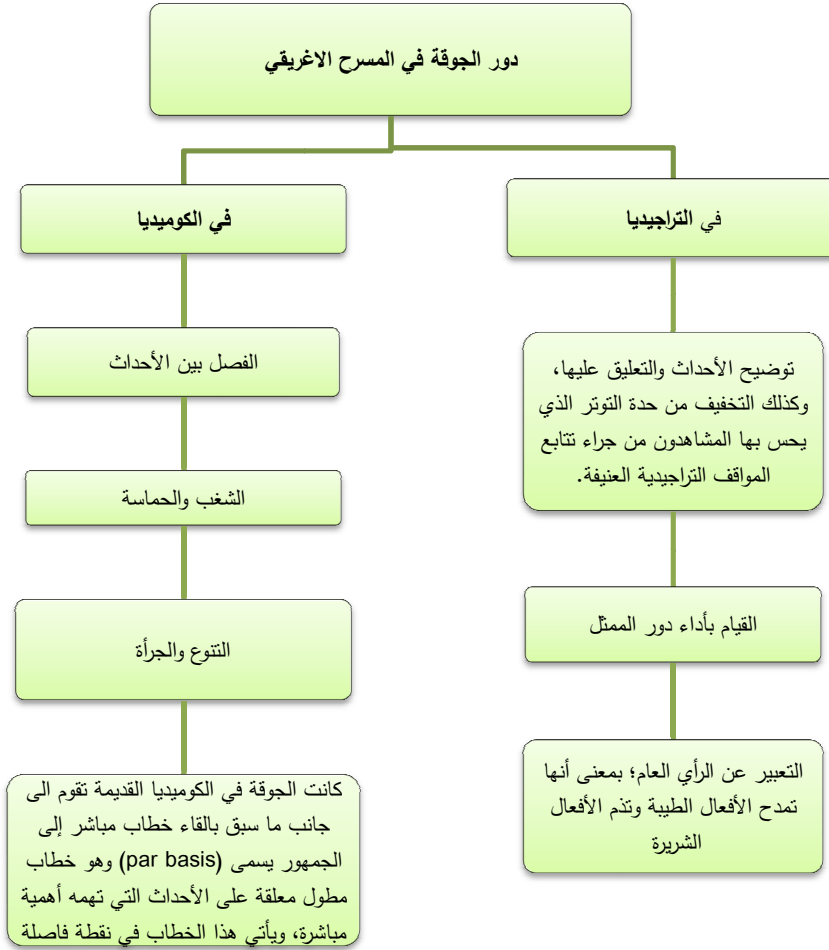 دور الجوقة في المسرح الاغريقي
في التراجيديا
توضيح الأحداث والتعليق عليها،
وكذلك التخفيف من حدة التوتر الذي
يحس بها المشاهدون من جراء تتابع
المواقف التراجيدية العنيفة.
القيام بأداء دور الممثل
التعبير عن الرأي العام؛ بمعنى أنها
تمدح الأفعال الطيبة وتذم الأفعال
الشريرة
في الكوميديا
الفصل بين الأحداث
الشغب والحماسة
التنوع والجرأة
كانت الجوقة في الكوميديا القديمة تقوم الى
جانب ما سبق بالقاء خطاب مباشر إلى
الجمهور يسمى (par basis) وهو خطاب
مطول معلقة على الأحداث التي تهمه أهمية
مباشرة، ويأتي هذا الخطاب في نقطة فاصلة